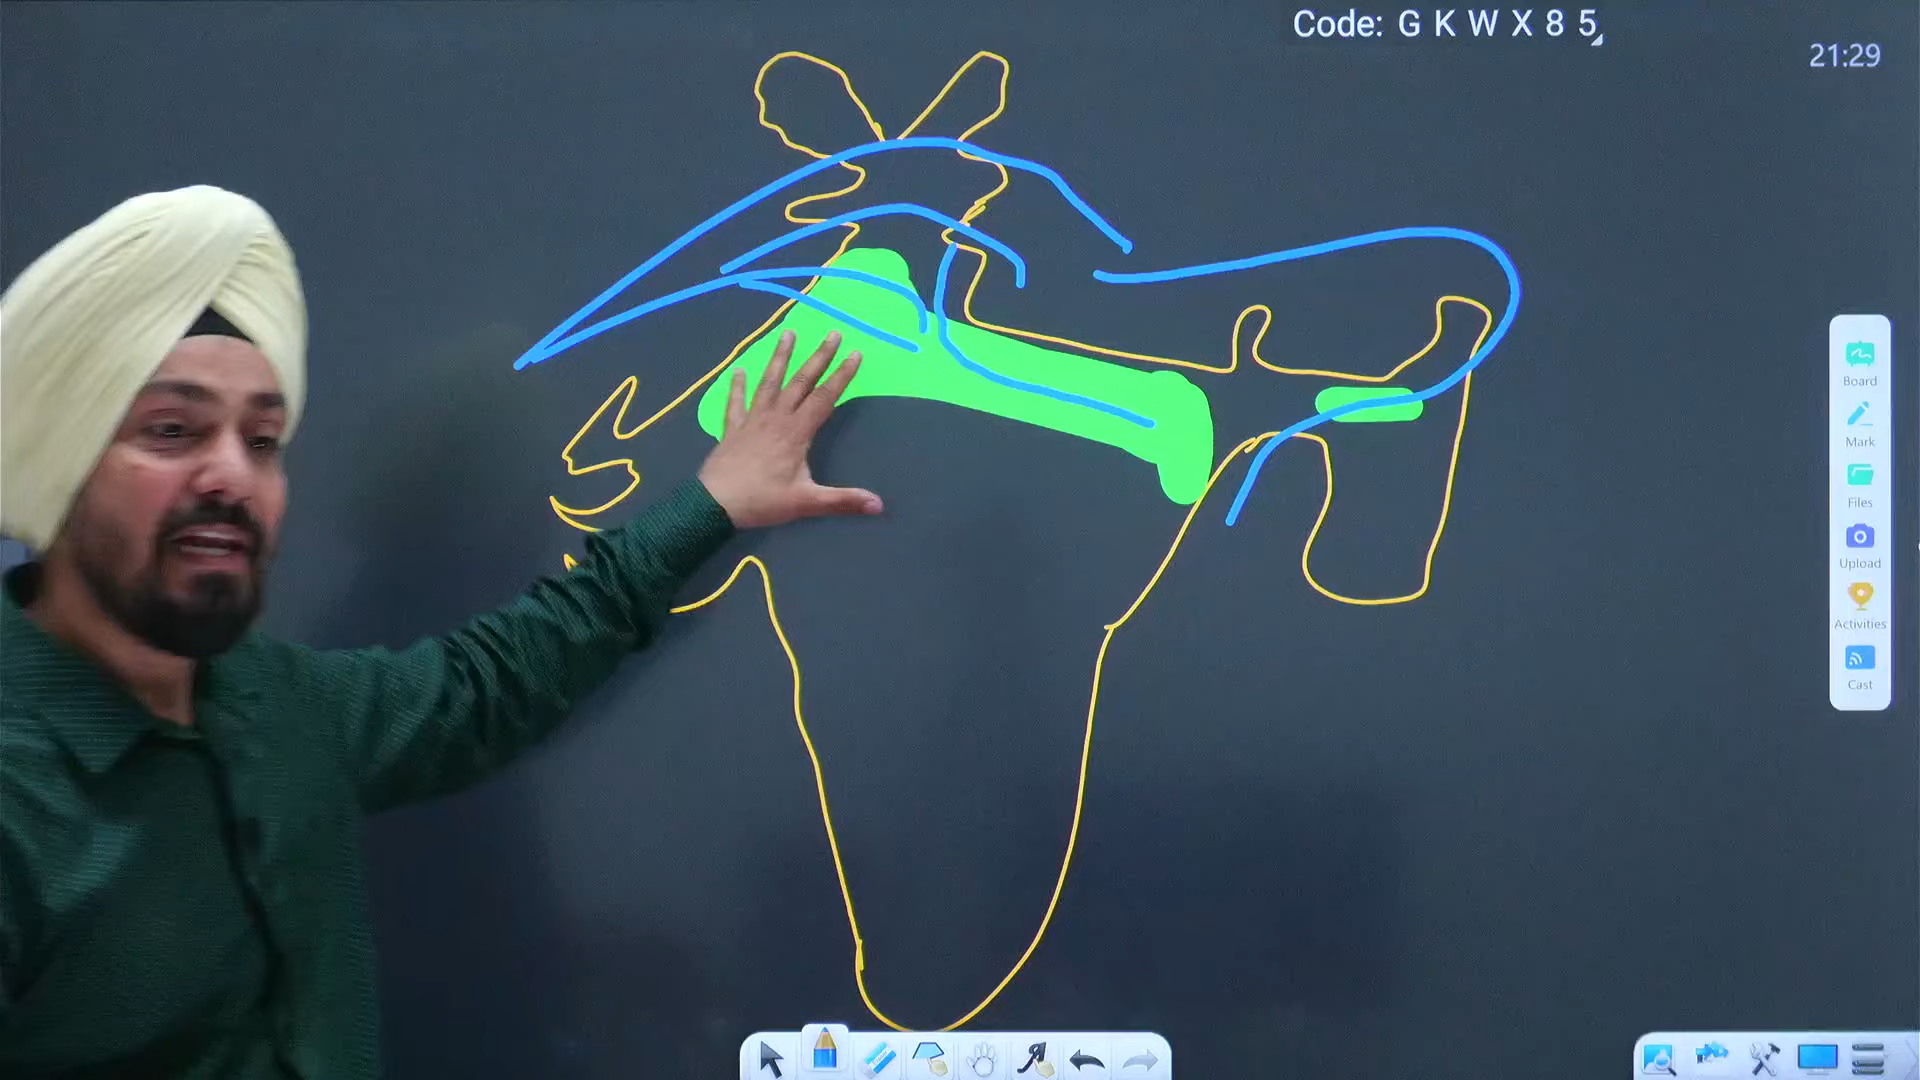 Code: G K W X 8 5
21:29
Board
Mark
Files
Upload
Activities
Cast